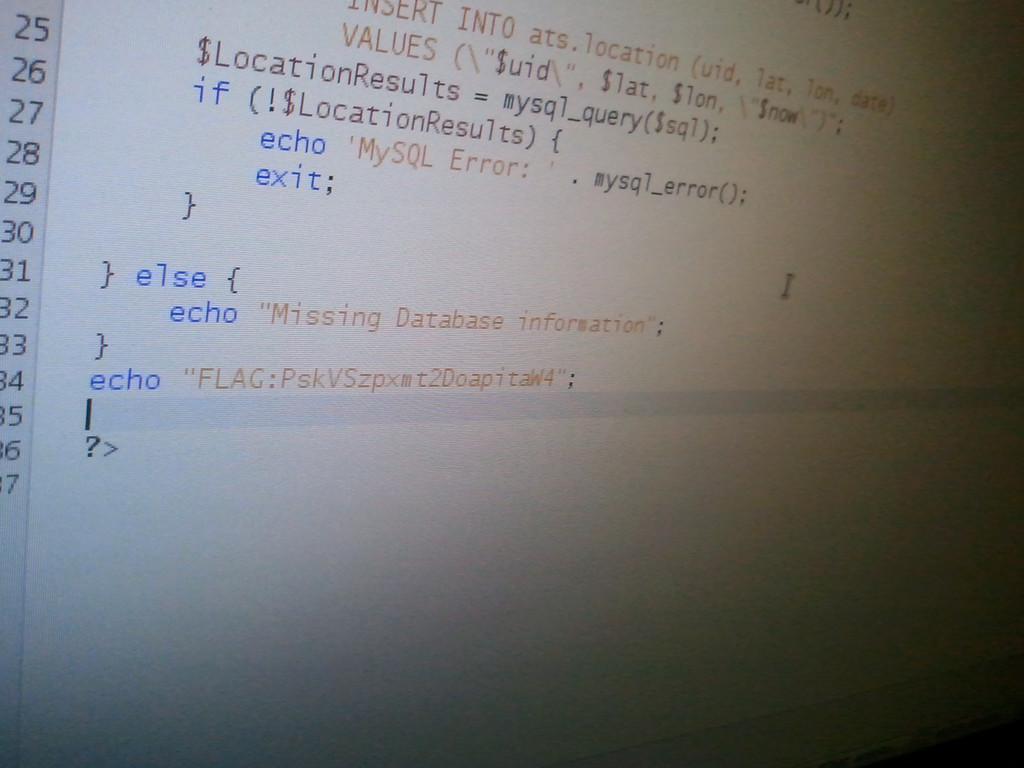 25 INSERT INTO ats.location (uid, lat, lon, date)
26 VALUES (\"$uid\", $lat, $lon, \"$now\")";
27 $LocationResults = mysql_query($sql);
28 if (!$LocationResults) {
29 echo 'MySQL Error: ' . mysql_error();
30 exit;
}
31 } else {
32 echo "Missing Database information";
33 }
34 echo "FLAG:PskVSzpxmt2DoapitaW4";
35
36 ?>
37